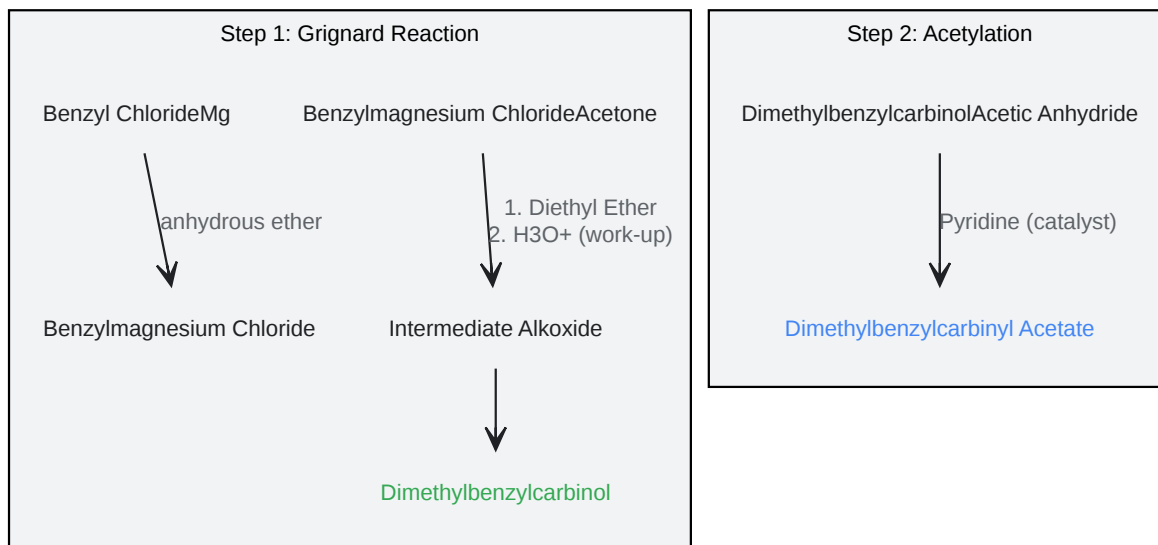 Step 1: Grignard Reaction
Benzyl ChlorideMg
Benzylmagnesium ChlorideAcetone
anhydrous ether
1. Diethyl Ether
2. H3O+ (work-up)
Benzylmagnesium Chloride
Intermediate Alkoxide
Dimethylbenzylcarbinol
Step 2: Acetylation
DimethylbenzylcarbinolAcetic Anhydride
Pyridine (catalyst)
Dimethylbenzylcarbinyl Acetate